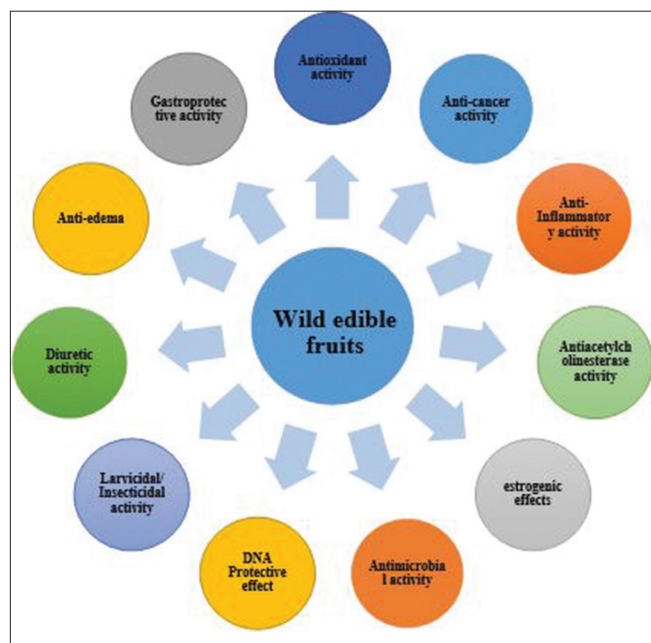 Antioxidant
activity
Anti-cancer
activity
Anti-
Inflammator
y activity
Antiacetylch
olinesterase
activity
estrogenic
effects
Antimicrobia
l activity
DNA
Protective
effect
Larvicidal/
Insecticidal
activity
Diuretic
activity
Anti-edema
Gastroprotec
tive activity
Wild edible
fruits